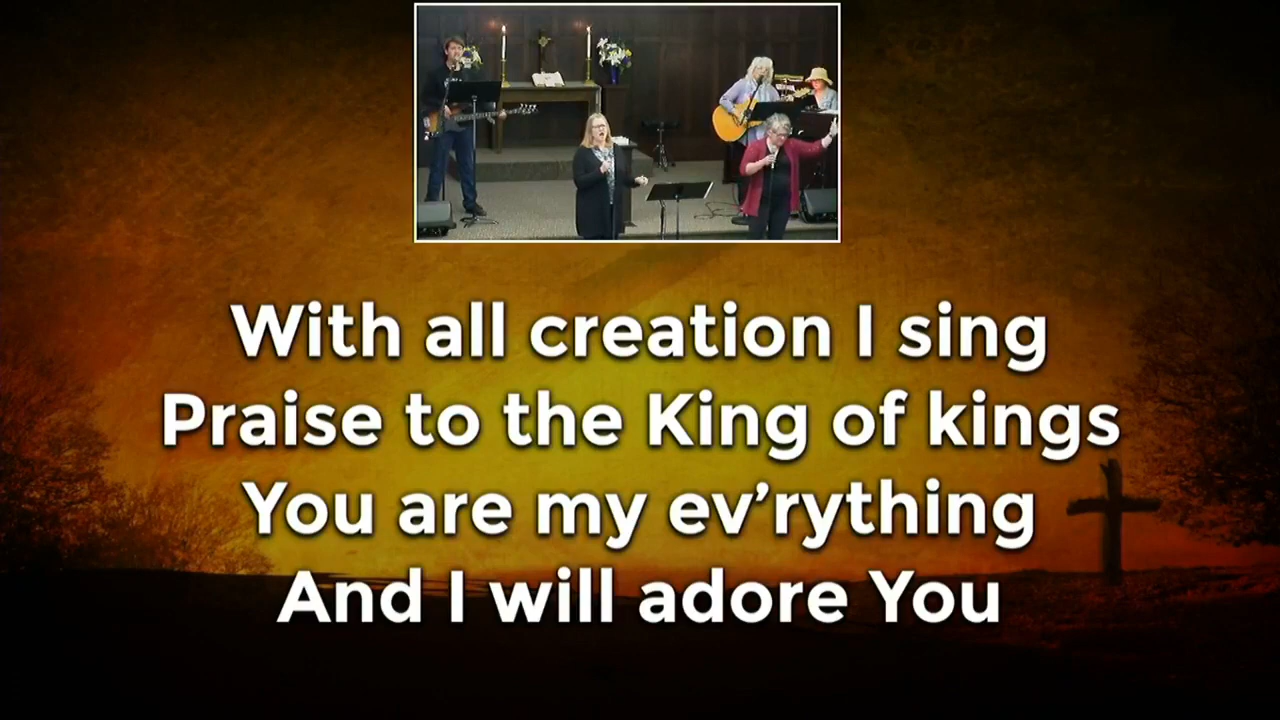 With all creation I sing
Praise to the King of kings
You are my ev’rything
And I will adore You